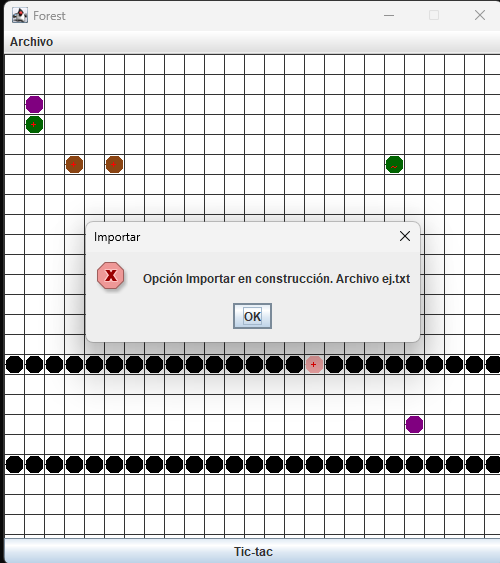 Forest
Archivo
Importar
Opción Importar en construcción. Archivo ej.txt
OK
Tic-tac